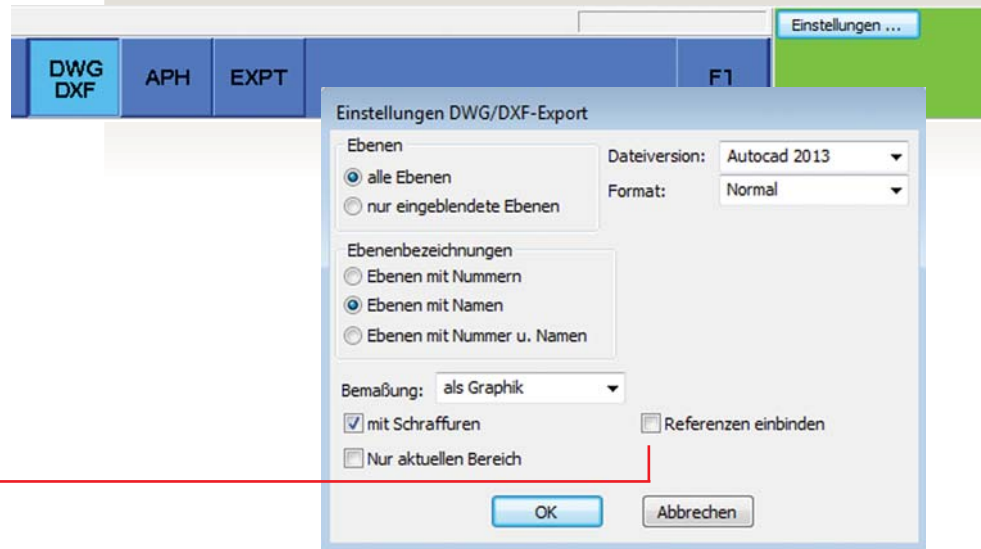 Einstellungen ...
DWG
DXF
APH
EXPT
F1
Einstellungen DWG/DXF-Export
Ebenen
alle Ebenen
nur eingeblendete Ebenen
Dateiversion: Autocad 2013
Format: Normal
Ebenenbezeichnungen
Ebenen mit Nummern
Ebenen mit Namen
Ebenen mit Nummer u. Namen
Bemaßung: als Graphik
mit Schraffuren
Referenzen einbinden
Nur aktuellen Bereich
OK
Abbrechen